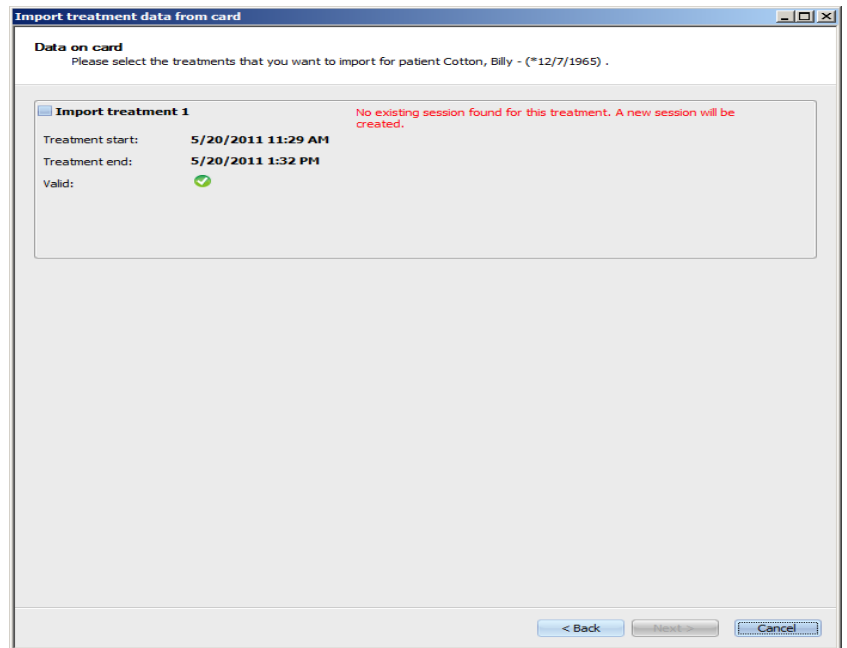 Import treatment data from card
Data on card
Please select the treatments that you want to import for patient Cotton, Billy - (*12/7/1965) .
Import treatment 1
No existing session found for this treatment. A new session will be
created.
Treatment start: 5/20/2011 11:29 AM
Treatment end: 5/20/2011 1:32 PM
Valid:
< Back Next > Cancel